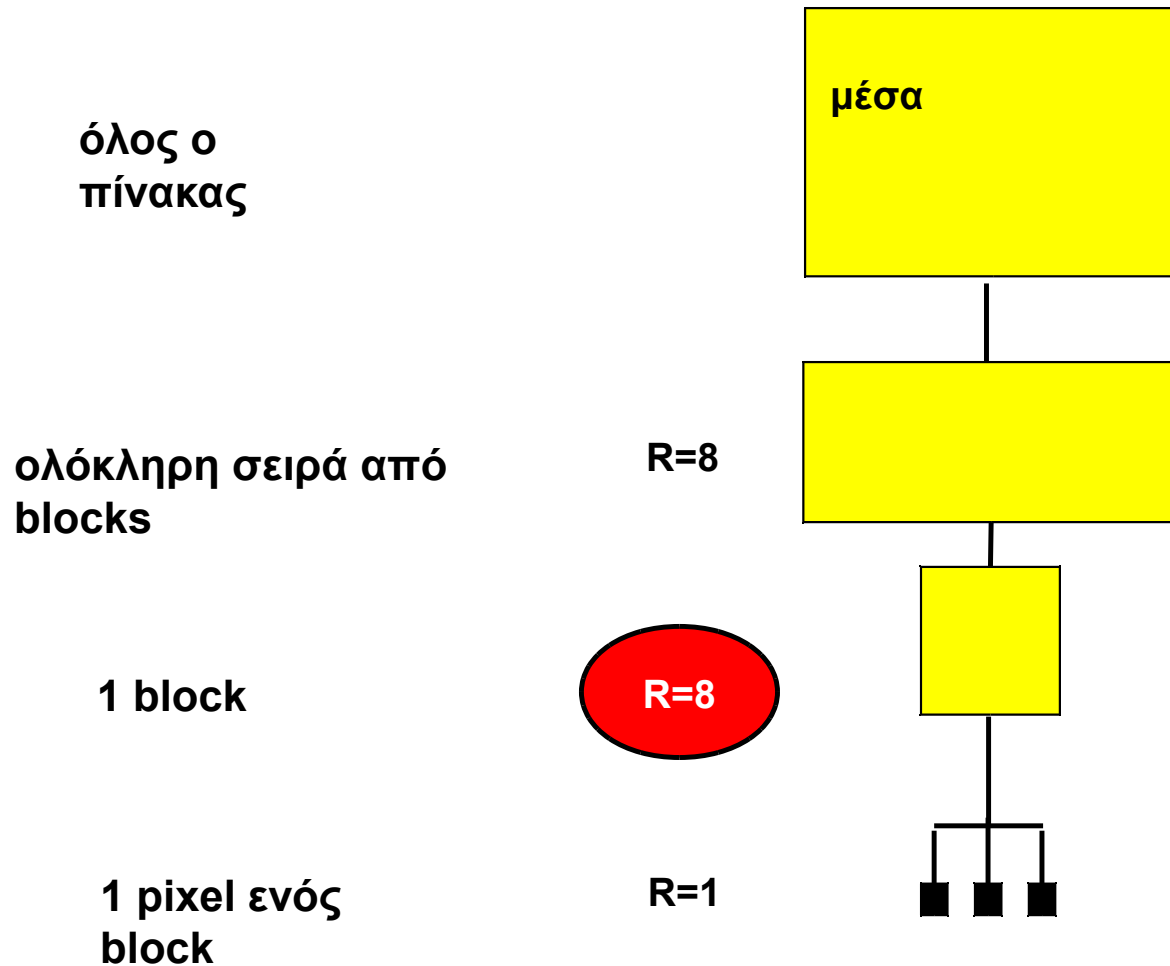 μέσα
όλος ο
πίνακας
ολόκληρη σειρά από
blocks
R=8
1 block
R=8
1 pixel ενός
block
R=1